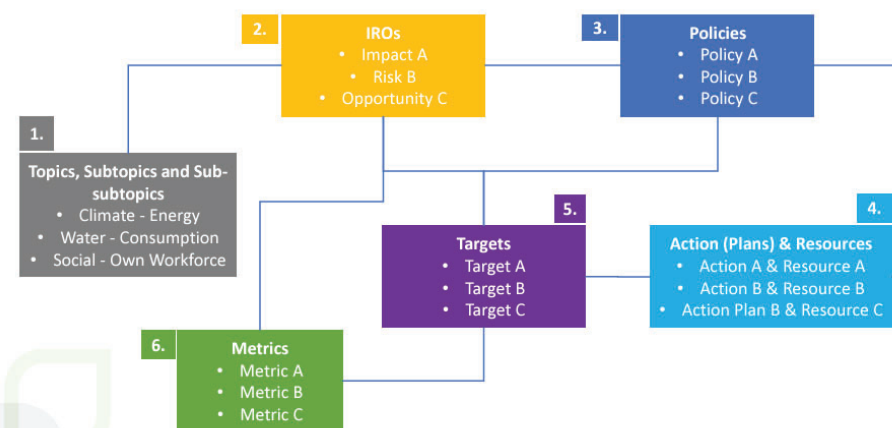 1.
Topics, Subtopics and Sub-
subtopics
• Climate - Energy
• Water - Consumption
• Social - Own Workforce
2.
IROs
• Impact A
• Risk B
• Opportunity C
3.
Policies
• Policy A
• Policy B
• Policy C
4.
Action (Plans) & Resources
• Action A & Resource A
• Action B & Resource B
• Action Plan B & Resource C
5.
Targets
• Target A
• Target B
• Target C
6.
Metrics
• Metric A
• Metric B
• Metric C